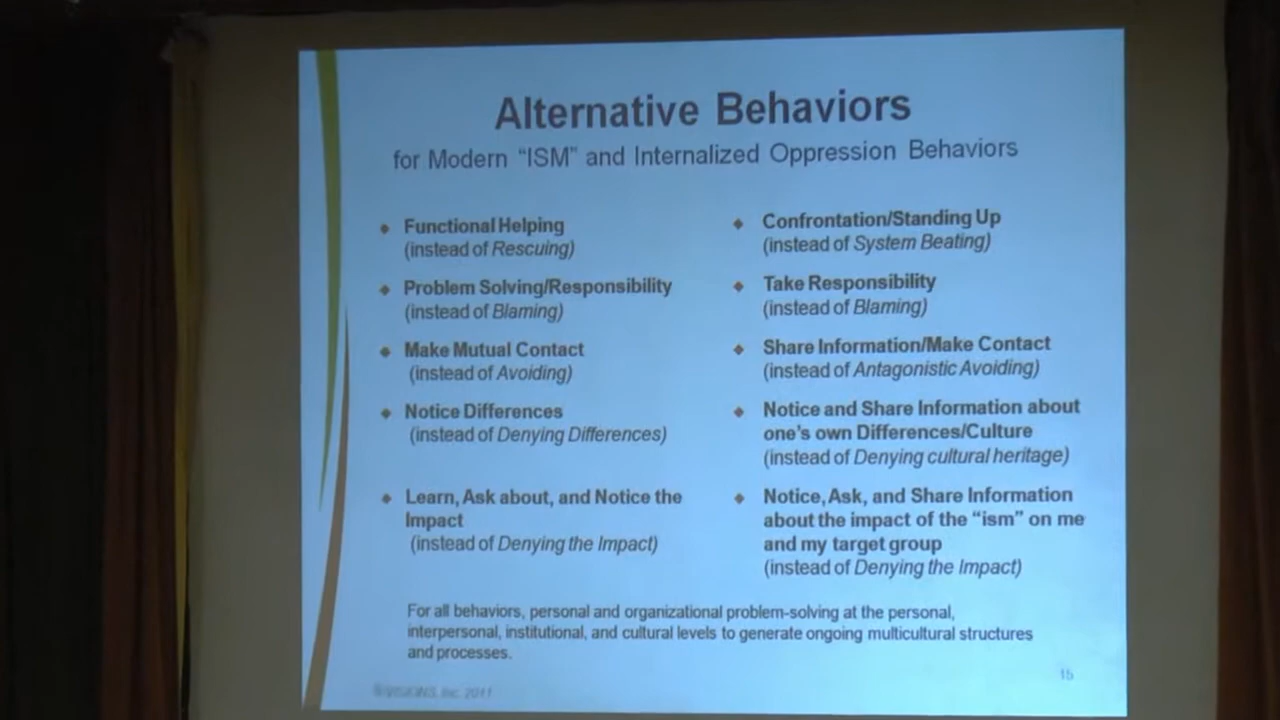 Alternative Behaviors
for Modern “ISM” and Internalized Oppression Behaviors
Functional Helping
(instead of Rescuing)
Problem Solving/Responsibility
(instead of Blaming)
Make Mutual Contact
(instead of Avoiding)
Notice Differences
(instead of Denying Differences)
Learn, Ask about, and Notice the
Impact
(instead of Denying the Impact)
Confrontation/Standing Up
(instead of System Beating)
Take Responsibility
(instead of Blaming)
Share Information/Make Contact
(instead of Antagonistic Avoiding)
Notice and Share Information about
one’s own Differences/Culture
(instead of Denying cultural heritage)
Notice, Ask, and Share Information
about the impact of the “ism” on me
and my target group
(instead of Denying the Impact)
For all behaviors, personal and organizational problem-solving at the personal,
interpersonal, institutional, and cultural levels to generate ongoing multicultural structures
and processes.
©VISIONS, Inc. 2011
15